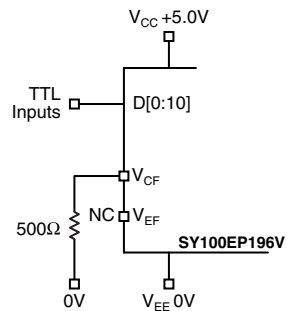 VCC +5.0V
TTL
Inputs
D[0:10]
VCF
500Ω
NC
VEF
SY100EP196V
0V
VEE 0V